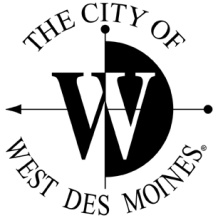 THE CITY OF
W
WEST DES MOINES®